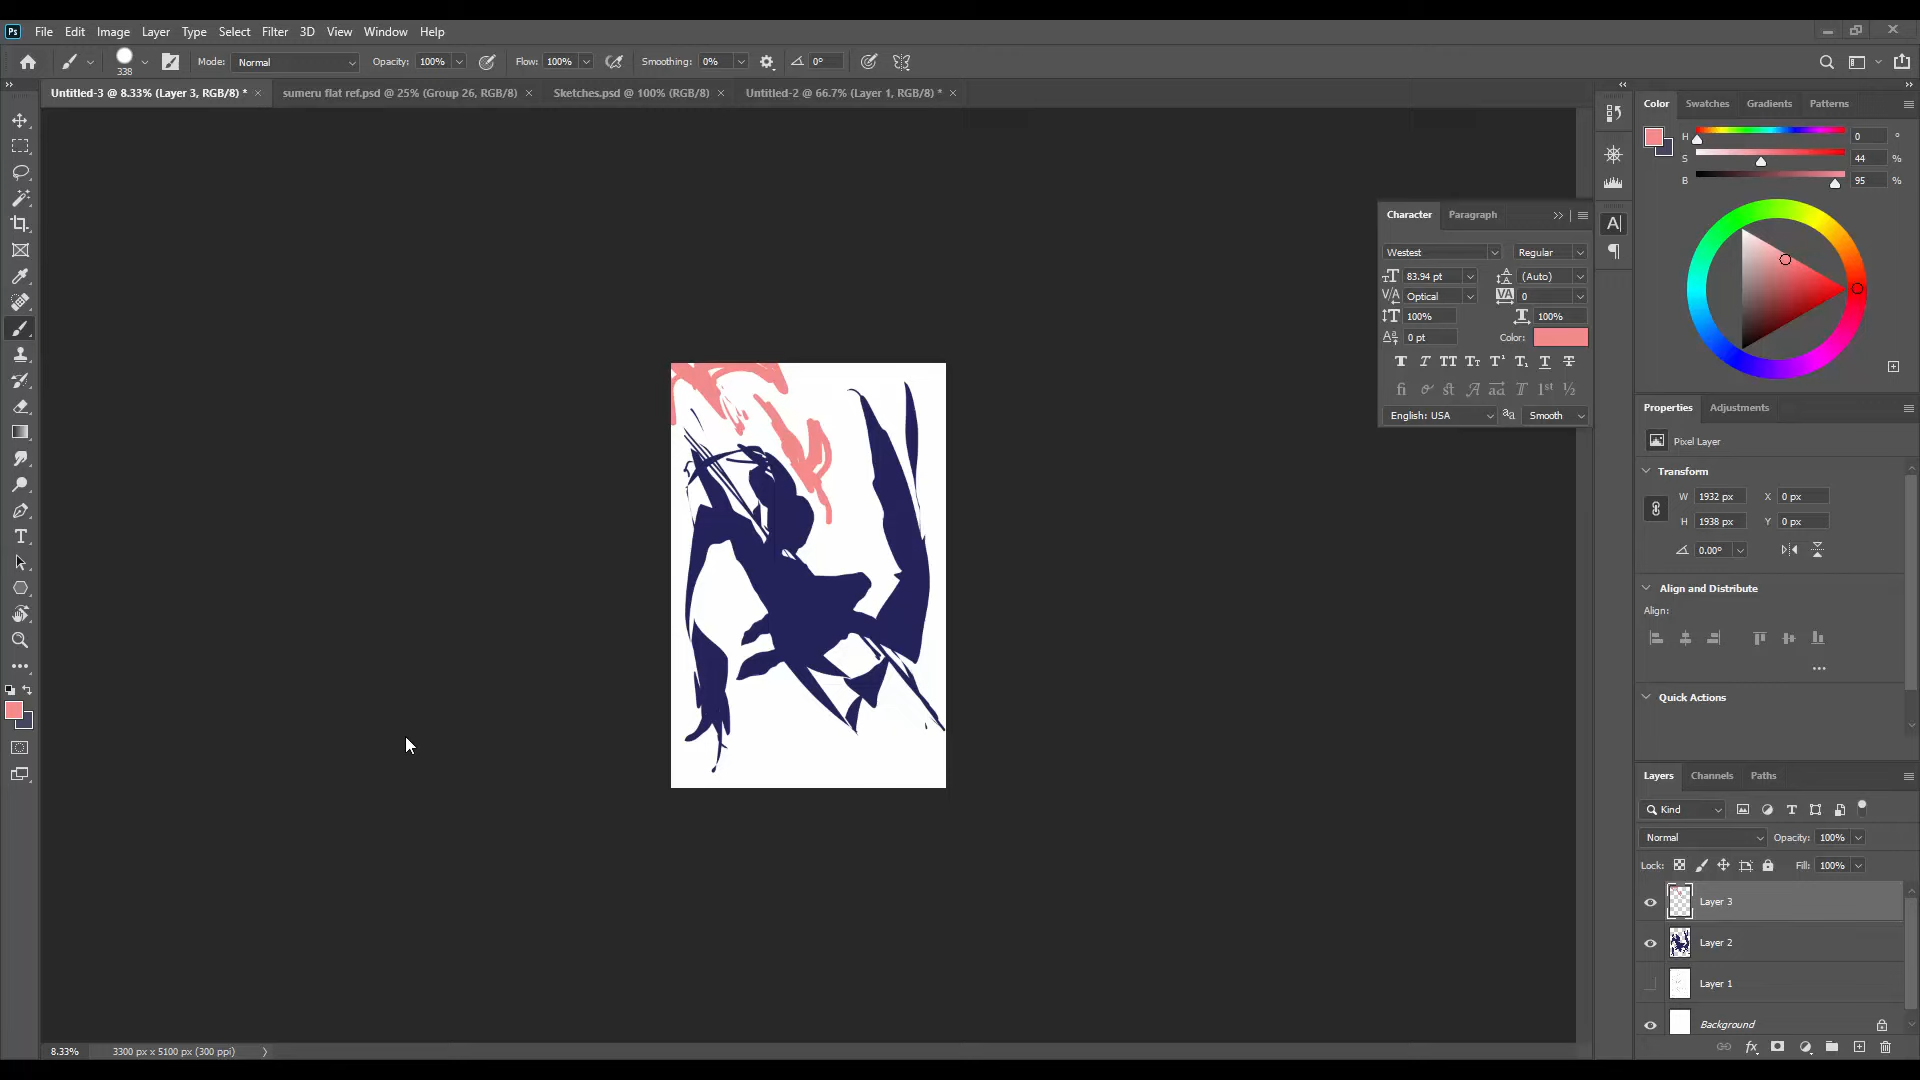 Ps File Edit Image Layer Type Select Filter 3D View Window Help
338 Mode: Normal Opacity: 100% Flow: 100% Smoothing: 0% 0°
Untitled-3 @ 8.33% (Layer 3, RGB/8) * sumeru flat ref.psd @ 25% (Group 26, RGB/8) Sketches.psd @ 100% (RGB/8) Untitled-2 @ 66.7% (Layer 1, RGB/8) *
Color Swatches Gradients Patterns
H 0 °
S 44 %
B 95 %
Character Paragraph
Westest Regular
83.94 pt (Auto)
Optical 0
100% 100%
0 pt Color:
English: USA Smooth
Properties Adjustments
Pixel Layer
Transform
W 1932 px X 0 px
H 1938 px Y 0 px
0.00°
Align and Distribute
Align:
Quick Actions
Layers Channels Paths
Kind
Normal Opacity: 100%
Lock: Fill: 100%
Layer 3
Layer 2
Layer 1
Background
8.33% 3300 px x 5100 px (300 ppi)